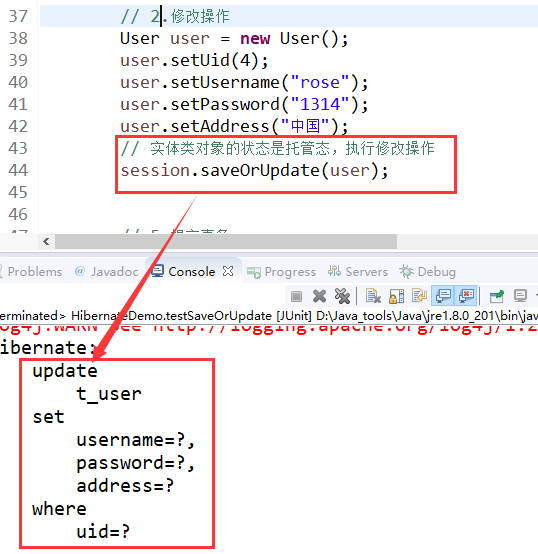 37 // 2.修改操作
38 User user = new User();
39 user.setUid(4);
40 user.setUsername("rose");
41 user.setPassword("1314");
42 user.setAddress("中国");
43 // 实体类对象的状态是托管态，执行修改操作
44 session.saveOrUpdate(user);
45
46
Problems @ Javadoc Console Progress Servers Debug
erminated> HibernateDemo.testSaveOrUpdate [JUnit] D:\Java_tools\Java\jre1.8.0_201\bin\jav
log4j:WARN See http://logging.apache.org/log4j/1.2
ibernate:
update
t_user
set
username=?,
password=?,
address=?
where
uid=?